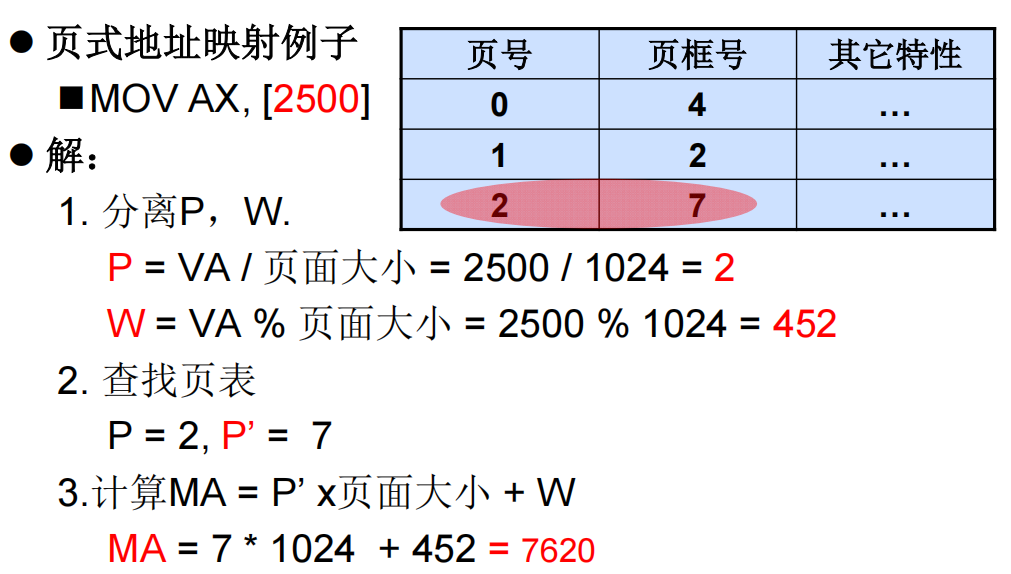 ● 页式地址映射例子
■MOV AX, [2500]
● 解：
1. 分离P，W.
P = VA / 页面大小 = 2500 / 1024 = 2
W = VA % 页面大小 = 2500 % 1024 = 452
2. 查找页表
P = 2, P’ = 7
3.计算MA = P’ x页面大小 + W
MA = 7 * 1024 + 452 = 7620
页号 页框号 其它特性
0 4 …
1 2 …
2 7 …